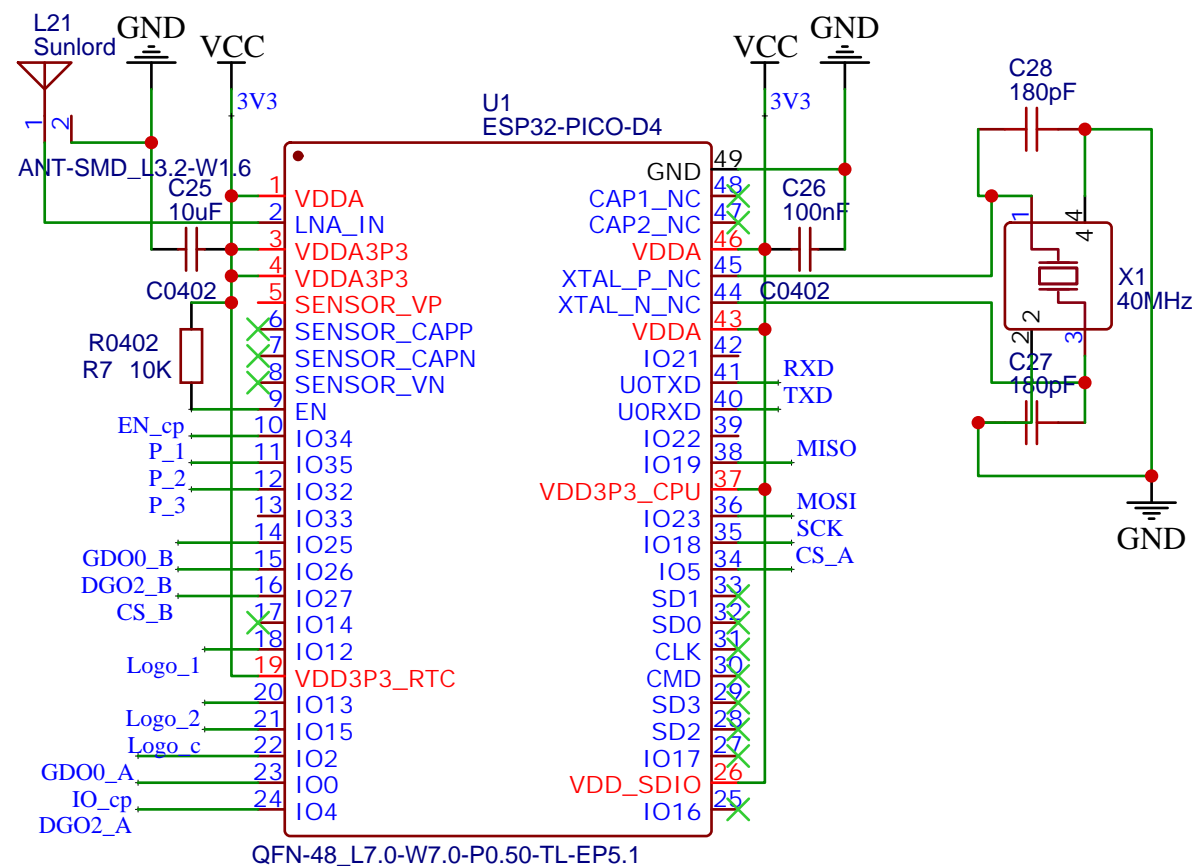 L21
Sunlord
GND
VCC
3V3
1
2
ANT-SMD_L3.2-W1.6
C25
10uF
C0402
R0402
R7 10K
U1
ESP32-PICO-D4
VCC
3V3
GND
C26
100nF
C0402
C28
180pF
X1
40MHz
1
4
4
2
2
3
C27
180pF
GND
1 VDDA
2 LNA_IN
3 VDDA3P3
4 VDDA3P3
5 SENSOR_VP
6 SENSOR_CAPP
7 SENSOR_CAPN
8 SENSOR_VN
9 EN
EN_cp 10 IO34
P_1 11 IO35
P_2 12 IO32
P_3 13 IO33
14 IO25
GDO0_B 15 IO26
DGO2_B 16 IO27
CS_B 17 IO14
18 IO12
Logo_1 19 VDD3P3_RTC
20 IO13
Logo_2 21 IO15
Logo_c 22 IO2
GDO0_A 23 IO0
IO_cp 24 IO4
DGO2_A
GND 49
CAP1_NC 48
CAP2_NC 47
VDDA 46
XTAL_P_NC 45
XTAL_N_NC 44
VDDA 43
IO21 42
U0TXD 41 RXD
U0RXD 40 TXD
IO22 39
IO19 38 MISO
VDD3P3_CPU 37
IO23 36 MOSI
IO18 35 SCK
IO5 34 CS_A
SD1 33
SD0 32
CLK 31
CMD 30
SD3 29
SD2 28
IO17 27
VDD_SDIO 26
IO16 25
QFN-48_L7.0-W7.0-P0.50-TL-EP5.1